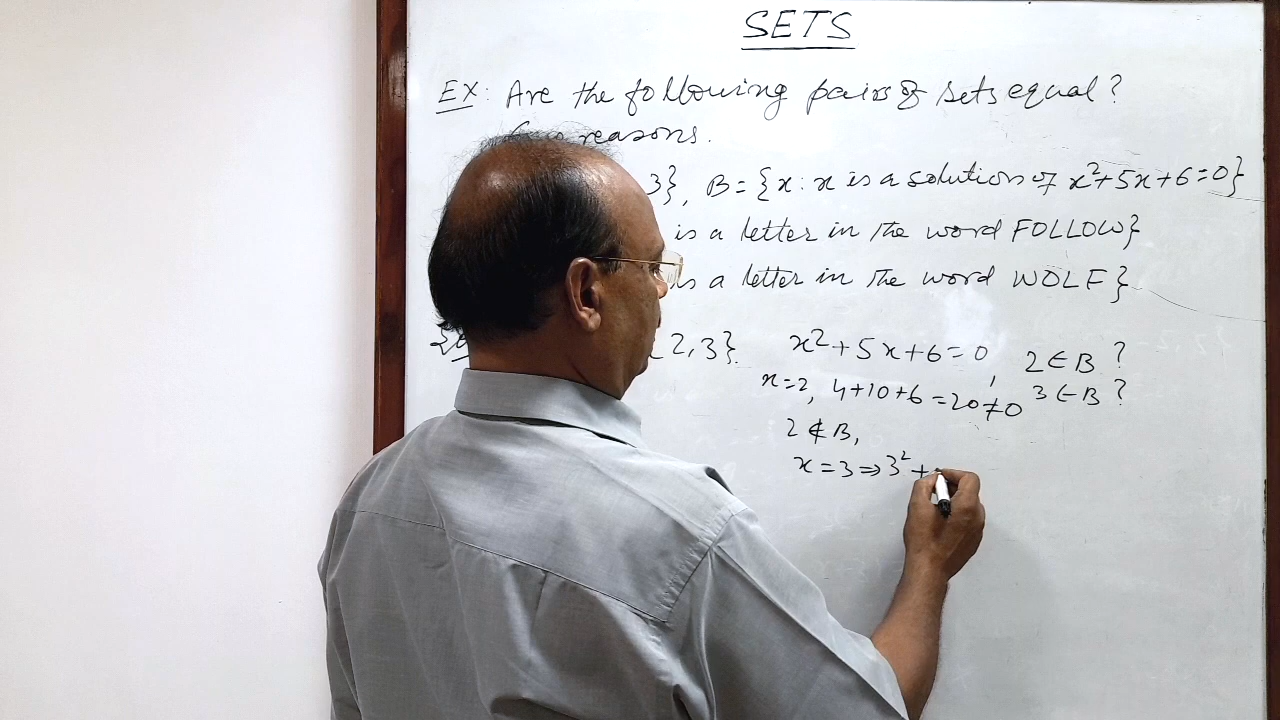 SETS
EX: Are the following pairs of sets equal?
reasons.
3}, B = {x : x is a solution of x²+5x+6=0}
is a letter in the word FOLLOW}
is a letter in the word WOLF}
2,3}. x²+5x+6=0, 2∈B ?
x=2, 4+10+6=20≠0 3∈B ?
2∉B,
x=3⇒3²+